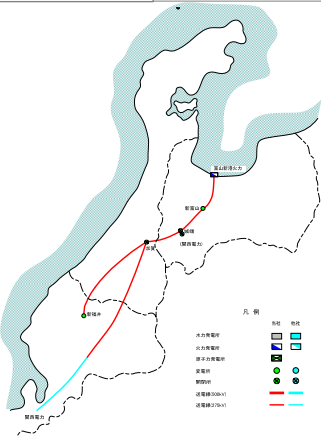 富山新港火力
新富山
城端
(関西電力)
加賀
新福井
関西電力
凡 例
当社 他社
水力発電所
火力発電所
原子力発電所
変電所
開閉所
送電線(500kV)
送電線(275kV)